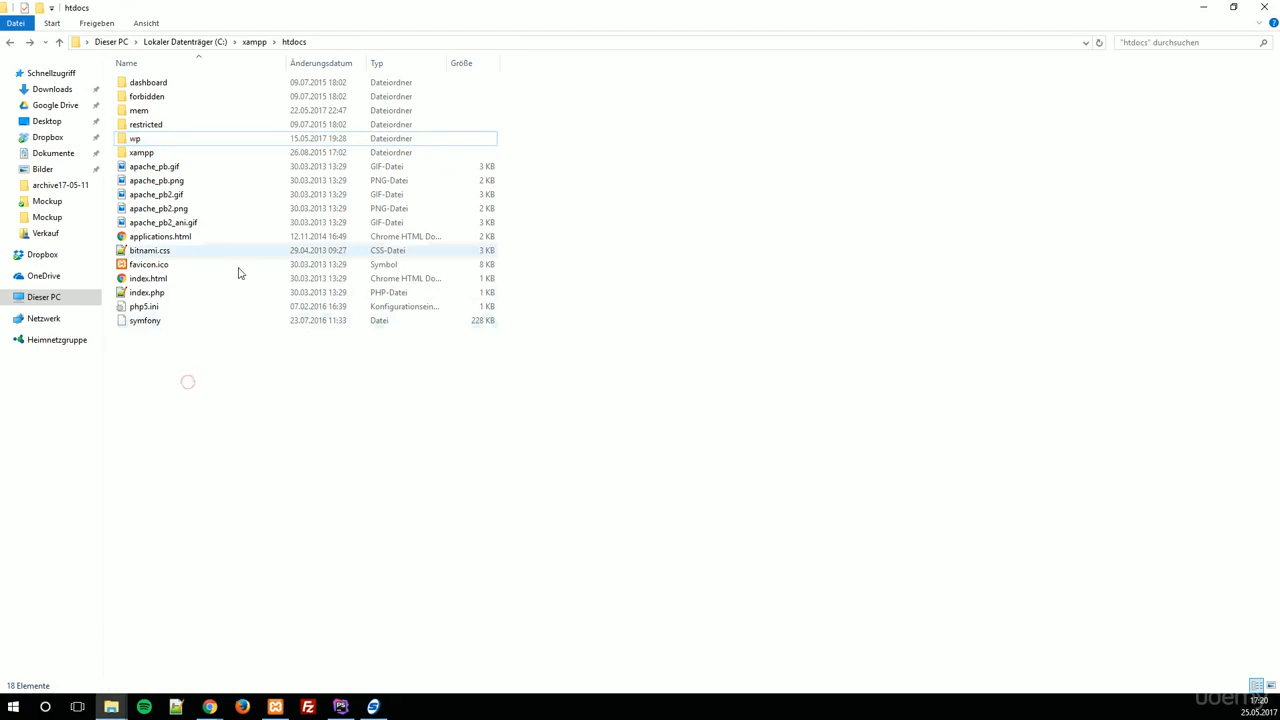 htdocs
Datei Start Freigeben Ansicht
Dieser PC Lokaler Datenträger (C:) xampp htdocs "htdocs" durchsuchen
Name Änderungsdatum Typ Größe
Schnellzugriff
Downloads
Google Drive
Desktop
Dropbox
Dokumente
Bilder
archive17-05-11
Mockup
Mockup
Verkauf
Dropbox
OneDrive
Dieser PC
Netzwerk
Heimnetzgruppe
dashboard 09.07.2015 18:02 Dateiordner
forbidden 09.07.2015 18:02 Dateiordner
mem 22.05.2017 22:47 Dateiordner
restricted 09.07.2015 18:02 Dateiordner
wp 15.05.2017 19:28 Dateiordner
xampp 26.08.2015 17:02 Dateiordner
apache_pb.gif 30.03.2013 13:29 GIF-Datei 3 KB
apache_pb.png 30.03.2013 13:29 PNG-Datei 2 KB
apache_pb2.gif 30.03.2013 13:29 GIF-Datei 3 KB
apache_pb2.png 30.03.2013 13:29 PNG-Datei 2 KB
apache_pb2_ani.gif 30.03.2013 13:29 GIF-Datei 3 KB
applications.html 12.11.2014 16:49 Chrome HTML Do... 2 KB
bitnami.css 29.04.2013 09:27 CSS-Datei 3 KB
favicon.ico 30.03.2013 13:29 Symbol 8 KB
index.html 30.03.2013 13:29 Chrome HTML Do... 1 KB
index.php 30.03.2013 13:29 PHP-Datei 1 KB
php5.ini 07.02.2016 16:39 Konfigurationsein... 1 KB
symfony 23.07.2016 11:33 Datei 228 KB
18 Elemente
udemy
17:20
25.05.2017